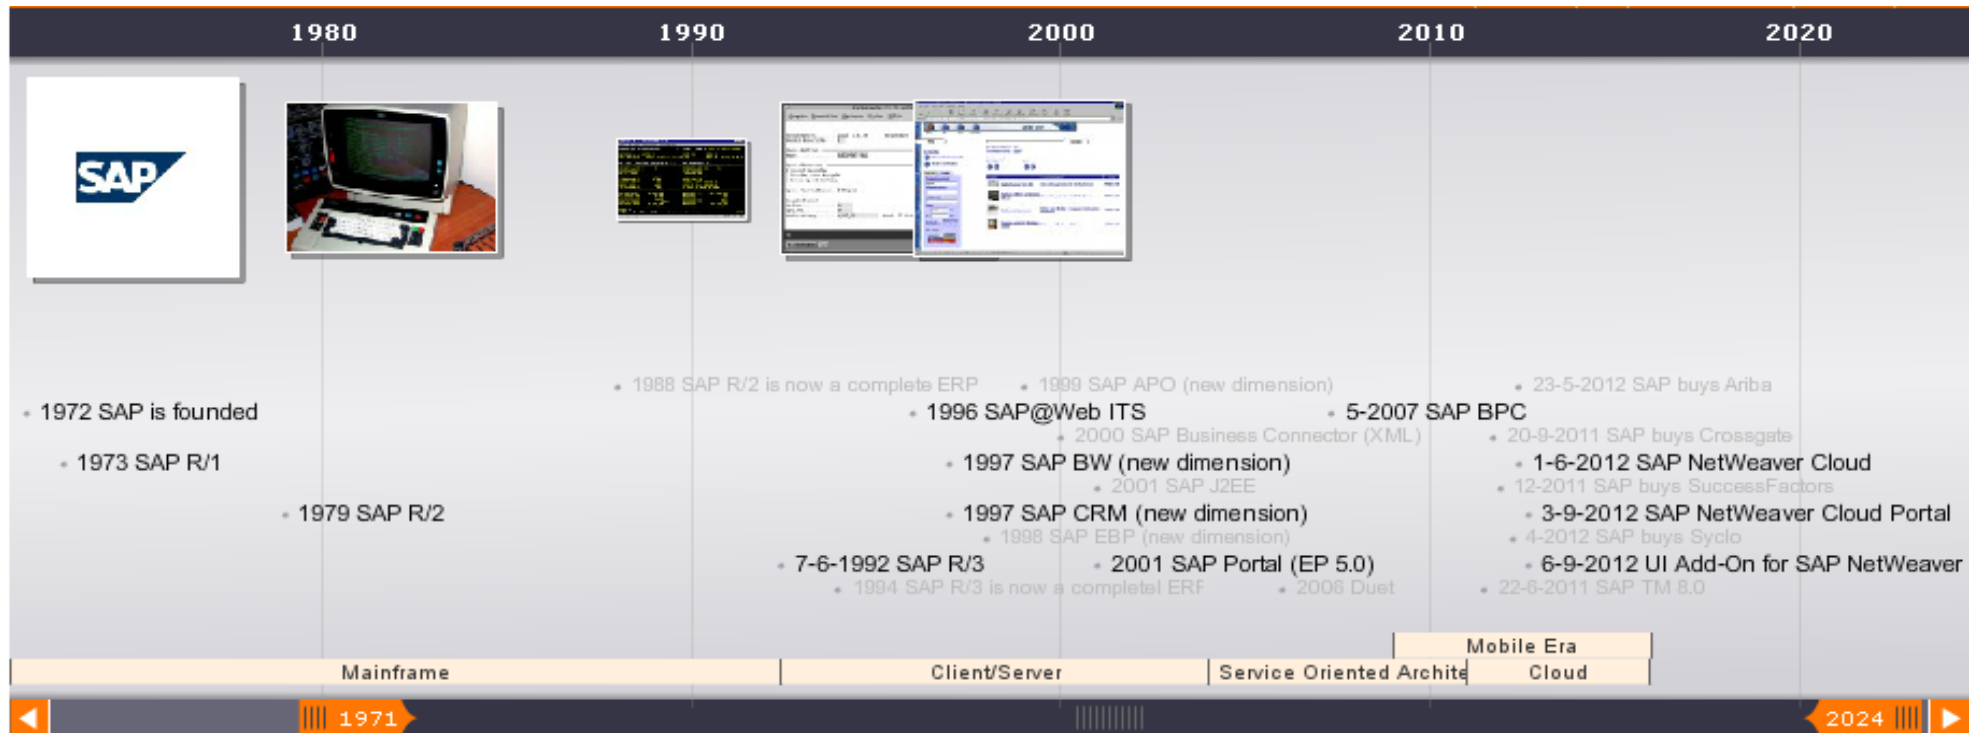 1980 1990 2000 2010 2020
SAP
1988 SAP R/2 is now a complete ERP
1999 SAP APO (new dimension)
23-5-2012 SAP buys Ariba
1972 SAP is founded
1996 SAP@Web ITS
5-2007 SAP BPC
2000 SAP Business Connector (XML)
20-9-2011 SAP buys Crossgate
1973 SAP R/1
1997 SAP BW (new dimension)
1-6-2012 SAP NetWeaver Cloud
2001 SAP J2EE
12-2011 SAP buys SuccessFactors
1979 SAP R/2
1997 SAP CRM (new dimension)
3-9-2012 SAP NetWeaver Cloud Portal
1998 SAP EBP (new dimension)
4-2012 SAP buys Syclo
7-6-1992 SAP R/3
2001 SAP Portal (EP 5.0)
6-9-2012 UI Add-On for SAP NetWeaver
1994 SAP R/3 is now a completel ERF
2006 Duet
22-6-2011 SAP TM 8.0
Mobile Era
Mainframe
Client/Server
Service Oriented Archite
Cloud
1971
2024